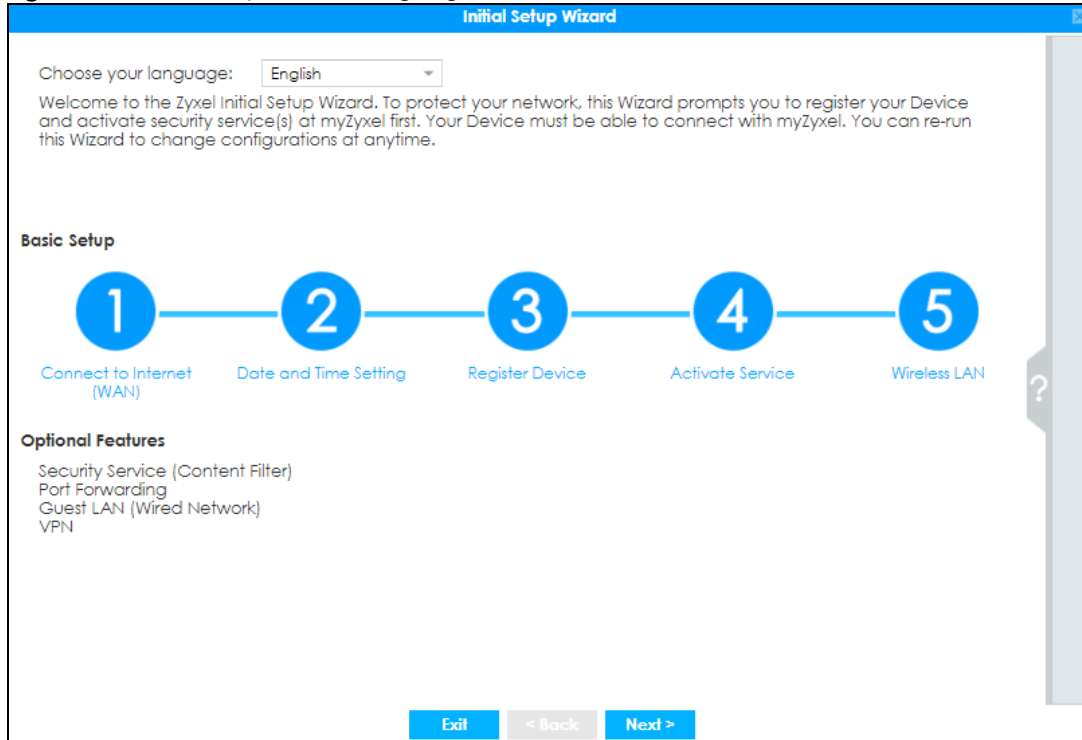 Initial Setup Wizard
Choose your language: English
Welcome to the Zyxel Initial Setup Wizard. To protect your network, this Wizard prompts you to register your Device
and activate security service(s) at myZyxel first. Your Device must be able to connect with myZyxel. You can re-run
this Wizard to change configurations at anytime.
Basic Setup
1 2 3 4 5
Connect to Internet Date and Time Setting Register Device Activate Service Wireless LAN
(WAN)
?
Optional Features
Security Service (Content Filter)
Port Forwarding
Guest LAN (Wired Network)
VPN
Exit < Back Next >